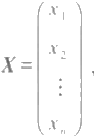 X = ( x₁
x₂
⋮
xₙ ) ,